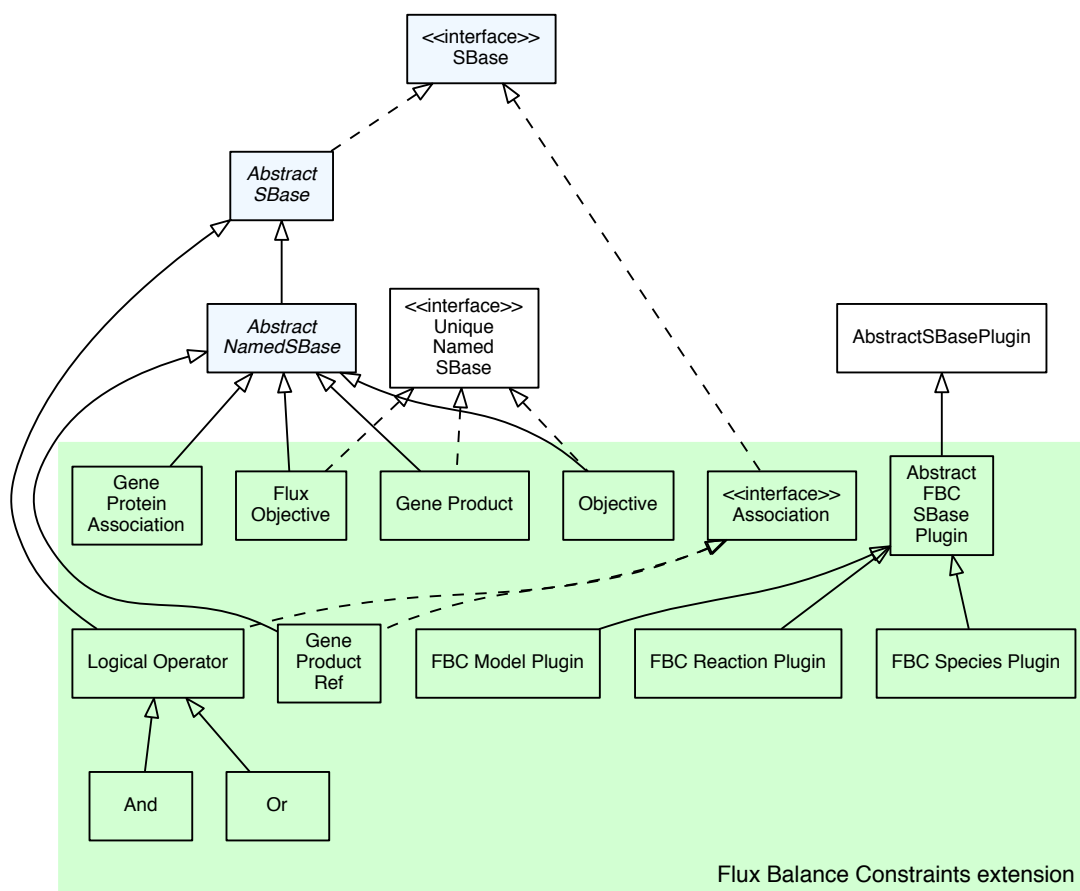 <<interface>>
SBase
Abstract
SBase
Abstract
NamedSBase
<<interface>>
Unique
Named
SBase
AbstractSBasePlugin
Gene
Protein
Association
Flux
Objective
Gene Product
Objective
<<interface>>
Association
Abstract
FBC
SBase
Plugin
Logical Operator
Gene
Product
Ref
FBC Model Plugin
FBC Reaction Plugin
FBC Species Plugin
And
Or
Flux Balance Constraints extension